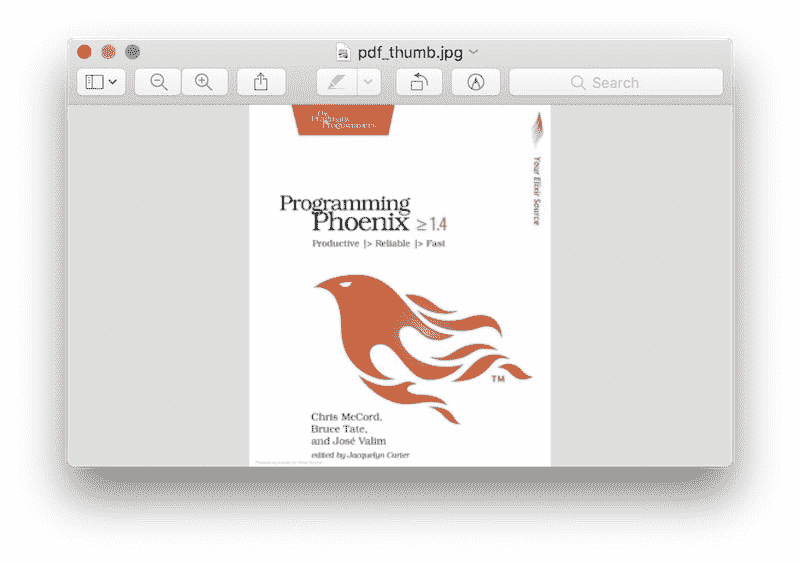 pdf_thumb.jpg
Search
The
Pragmatic
Programmers
Your Elixir Source
Programming
Phoenix ≥ 1.4
Productive |> Reliable |> Fast
TM
Chris McCord,
Bruce Tate,
and José Valim
edited by Jacquelyn Carter